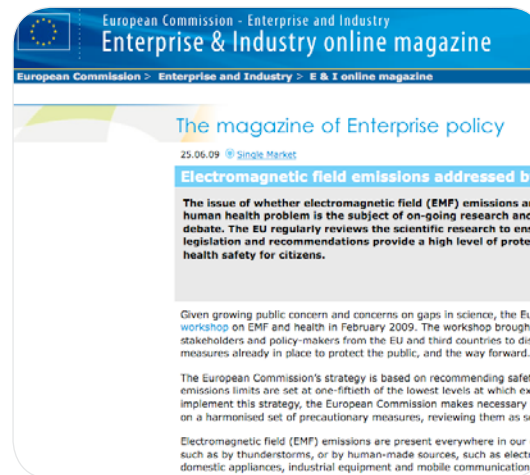 European Commission - Enterprise and Industry
Enterprise & Industry online magazine
European Commission > Enterprise and Industry > E & I online magazine
The magazine of Enterprise policy
25.06.09 Single Market
Electromagnetic field emissions addressed b
The issue of whether electromagnetic field (EMF) emissions a
human health problem is the subject of on-going research and
debate. The EU regularly reviews the scientific research to ens
legislation and recommendations provide a high level of prote
health safety for citizens.
Given growing public concern and concerns on gaps in science, the Eu
workshop on EMF and health in February 2009. The workshop brough
stakeholders and policy-makers from the EU and third countries to dis
measures already in place to protect the public, and the way forward.
The European Commission's strategy is based on recommending safet
emissions limits are set at one-fiftieth of the lowest levels at which ex
implement this strategy, the European Commission makes necessary
on a harmonised set of precautionary measures, reviewing them as s
Electromagnetic field (EMF) emissions are present everywhere in our
such as by thunderstorms, or by human-made sources, such as elect
domestic appliances, industrial equipment and mobile communication